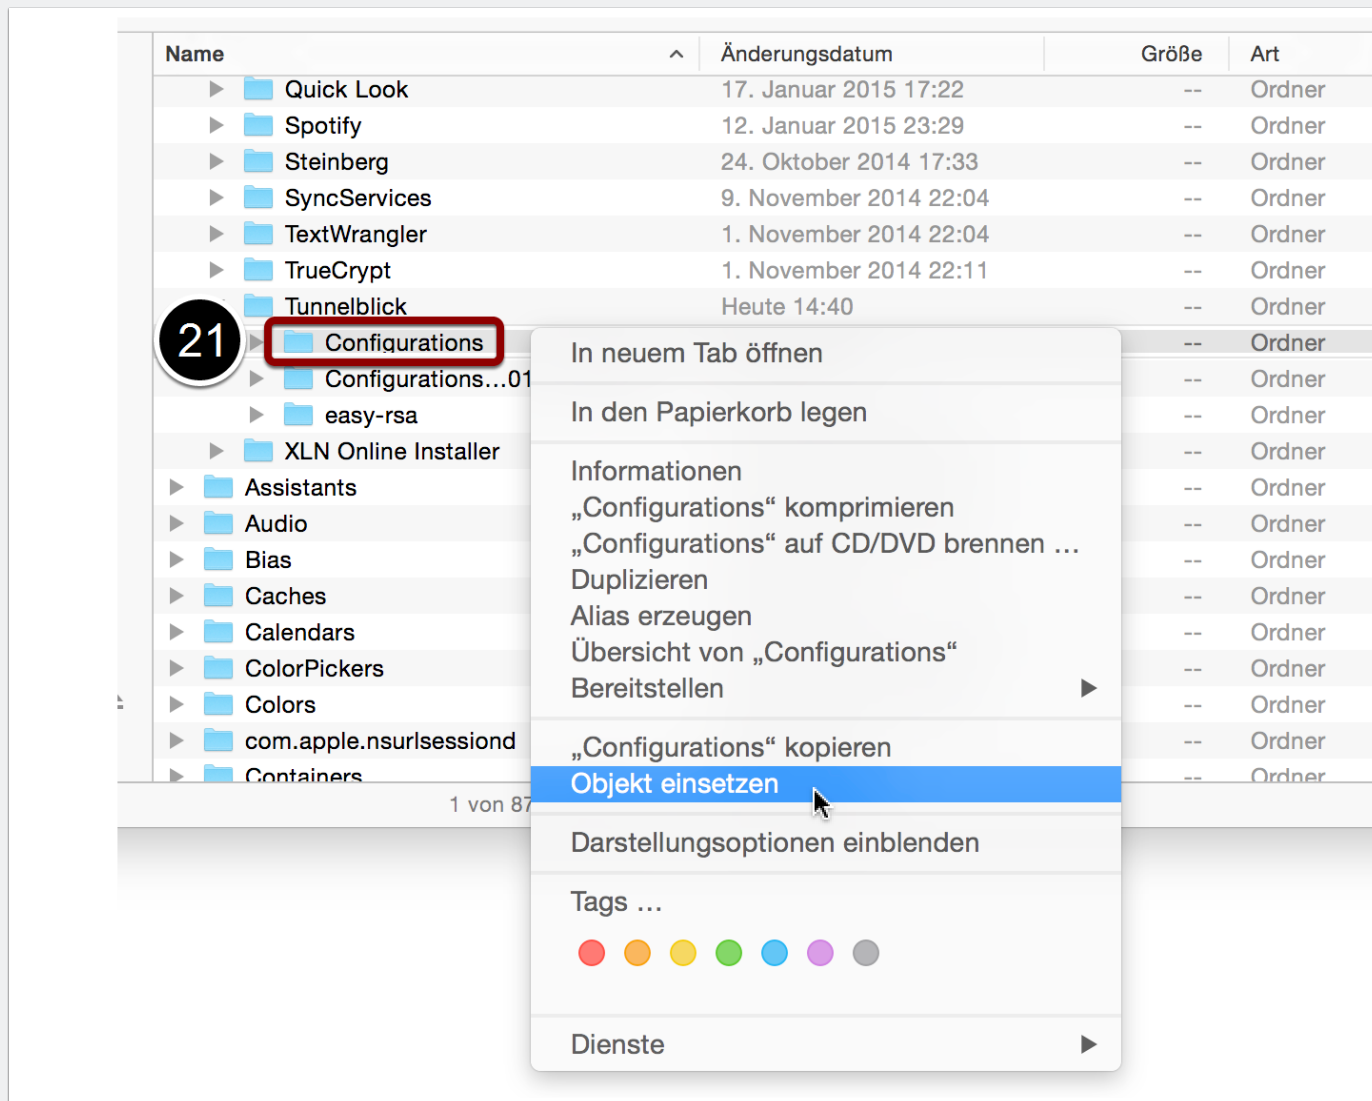 Name Änderungsdatum Größe Art
Quick Look 17. Januar 2015 17:22 -- Ordner
Spotify 12. Januar 2015 23:29 -- Ordner
Steinberg 24. Oktober 2014 17:33 -- Ordner
SyncServices 9. November 2014 22:04 -- Ordner
TextWrangler 1. November 2014 22:04 -- Ordner
TrueCrypt 1. November 2014 22:11 -- Ordner
Tunnelblick Heute 14:40 -- Ordner
21 Configurations -- Ordner
Configurations...01 -- Ordner
easy-rsa -- Ordner
XLN Online Installer -- Ordner
Assistants -- Ordner
Audio -- Ordner
Bias -- Ordner
Caches -- Ordner
Calendars -- Ordner
ColorPickers -- Ordner
Colors -- Ordner
com.apple.nsurlsessiond -- Ordner
Containers -- Ordner
1 von 87
In neuem Tab öffnen
In den Papierkorb legen
Informationen
„Configurations“ komprimieren
„Configurations“ auf CD/DVD brennen ...
Duplizieren
Alias erzeugen
Übersicht von „Configurations“
Bereitstellen
„Configurations“ kopieren
Objekt einsetzen
Darstellungsoptionen einblenden
Tags ...
Dienste